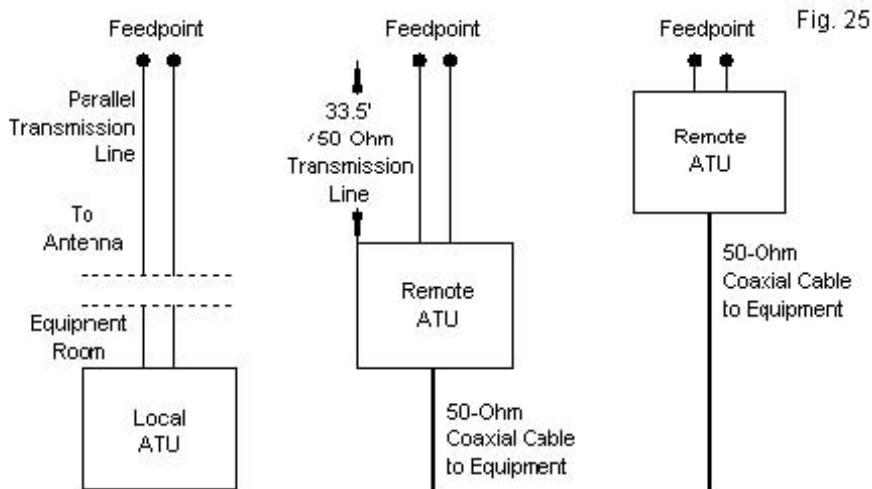 Fig. 25
Feedpoint
Parallel
Transmission
Line
To
Antenna
Equipment
Room
Local
ATU
Feedpoint
33.5'
450 Ohm
Transmission
Line
Remote
ATU
50-Ohm
Coaxial Cable
to Equipment
Feedpoint
Remote
ATU
50-Ohm
Coaxial Cable
to Equipment